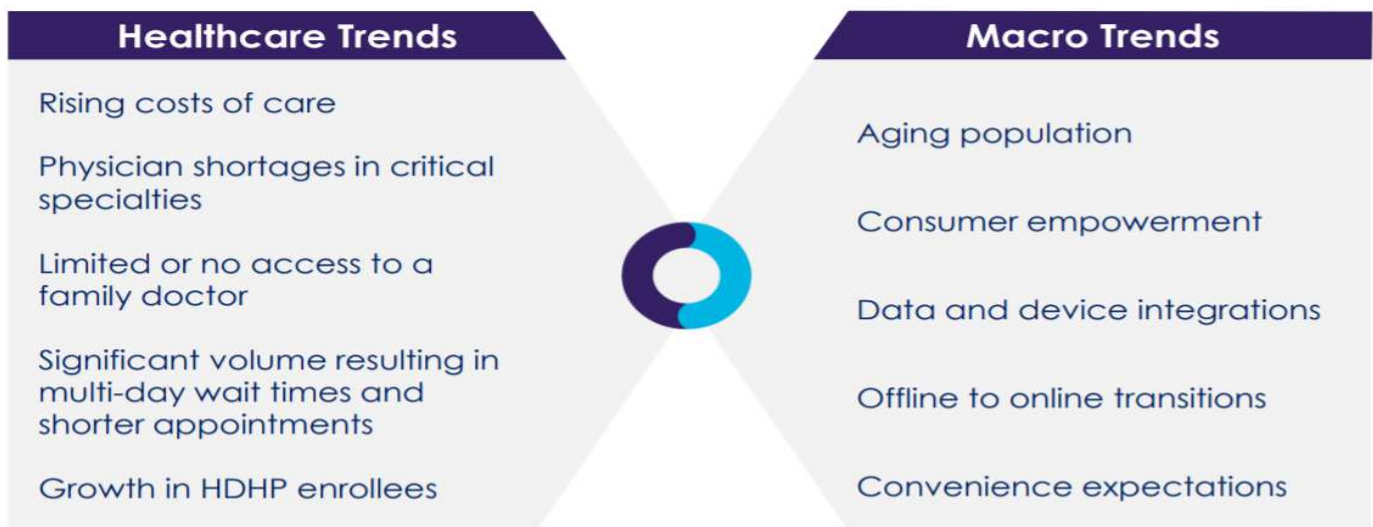 Healthcare Trends
Rising costs of care
Physician shortages in critical
specialties
Limited or no access to a
family doctor
Significant volume resulting in
multi-day wait times and
shorter appointments
Growth in HDHP enrollees
Macro Trends
Aging population
Consumer empowerment
Data and device integrations
Offline to online transitions
Convenience expectations